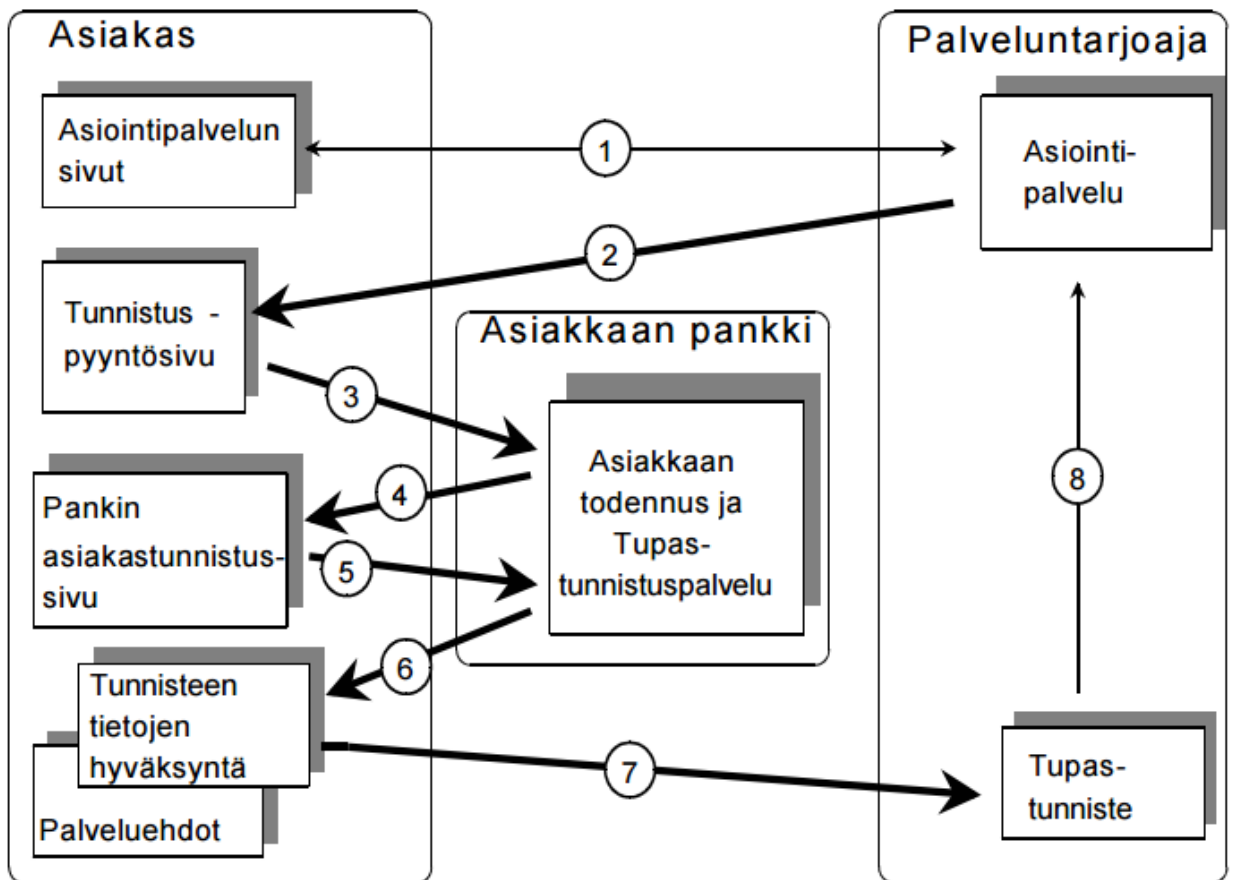 Asiakas
Asiointipalvelun
sivut
Tunnistus -
pyyntösivu
Pankin
asiakastunnistus-
sivu
Tunnisteen
tietojen
hyväksyntä
Palveluehdot
1
2
3
4
5
6
7
8
Asiakkaan pankki
Asiakkaan
todennus ja
Tupas-
tunnistuspalvelu
Palveluntarjoaja
Asiointi-
palvelu
Tupas-
tunniste